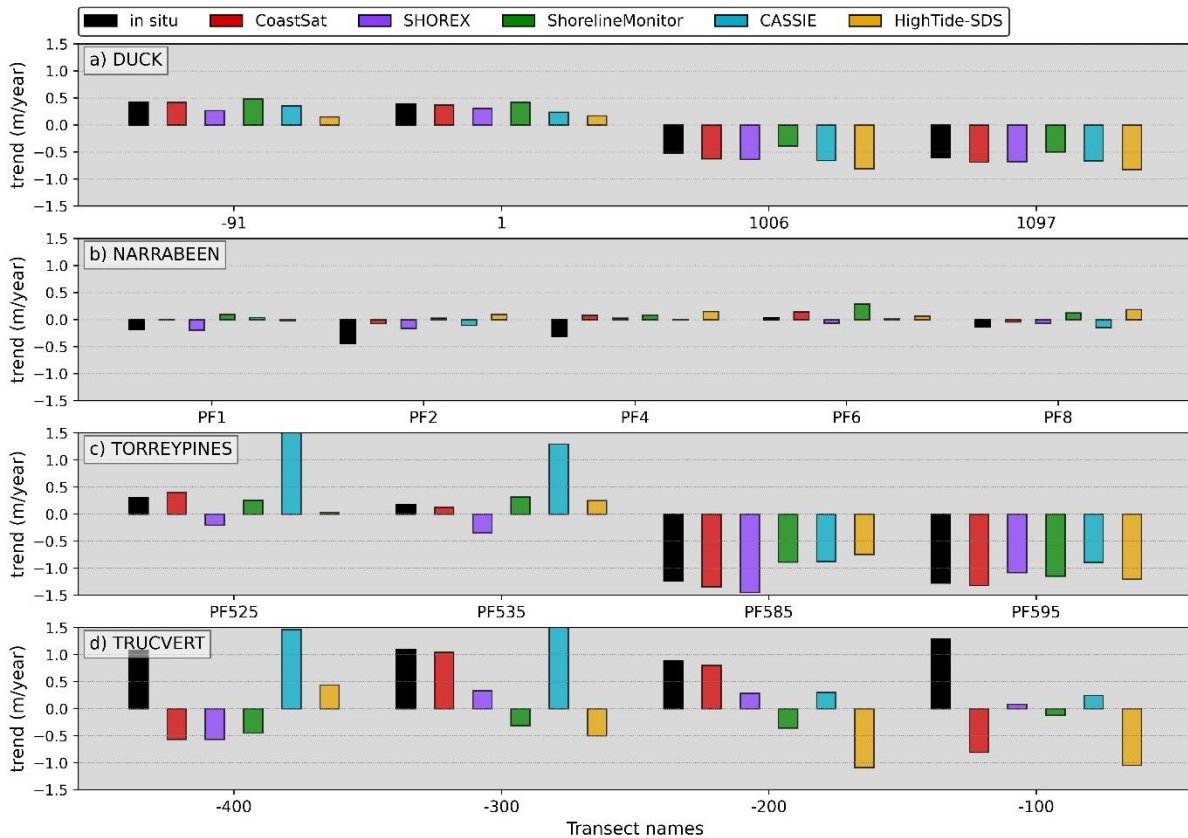 in situ CoastSat SHOREX ShorelineMonitor CASSIE HighTide-SDS
a) DUCK
trend (m/year)
1.5
1.0
0.5
0.0
−0.5
−1.0
−1.5
-91 1 1006 1097
b) NARRABEEN
trend (m/year)
1.5
1.0
0.5
0.0
−0.5
−1.0
−1.5
PF1 PF2 PF4 PF6 PF8
c) TORREYPINES
trend (m/year)
1.5
1.0
0.5
0.0
−0.5
−1.0
−1.5
PF525 PF535 PF585 PF595
d) TRUCVERT
trend (m/year)
1.5
1.0
0.5
0.0
−0.5
−1.0
−1.5
-400 -300 -200 -100
Transect names